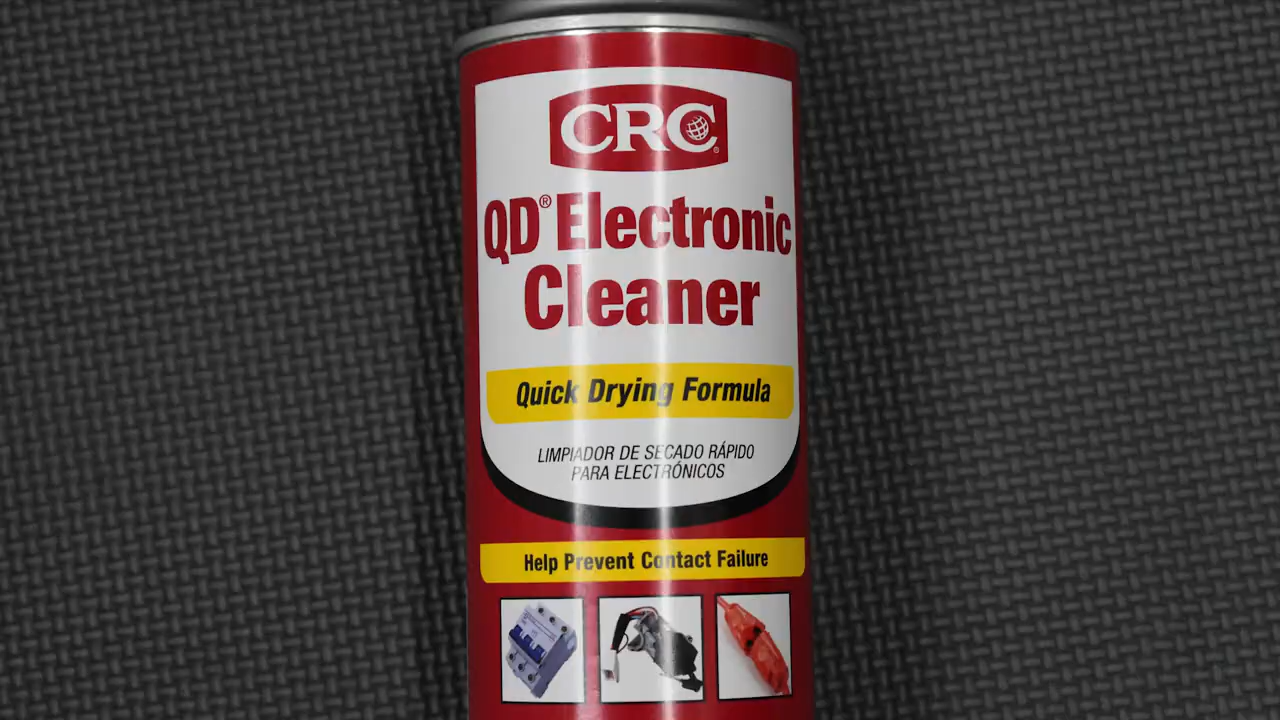 CRC®
QD® Electronic
Cleaner
Quick Drying Formula
LIMPIADOR DE SECADO RÁPIDO
PARA ELECTRÓNICOS
Help Prevent Contact Failure